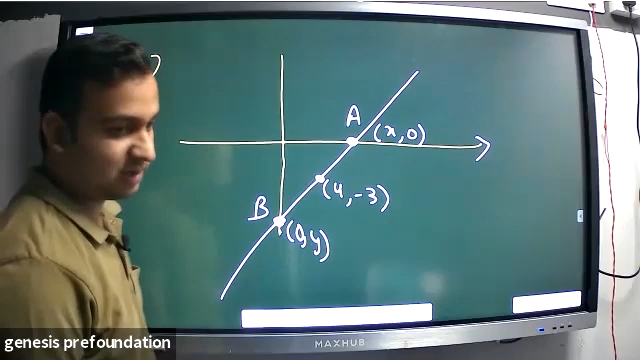 A
(x, 0)
(4, -3)
B
(0, y)
MAXHUB
genesis prefoundation